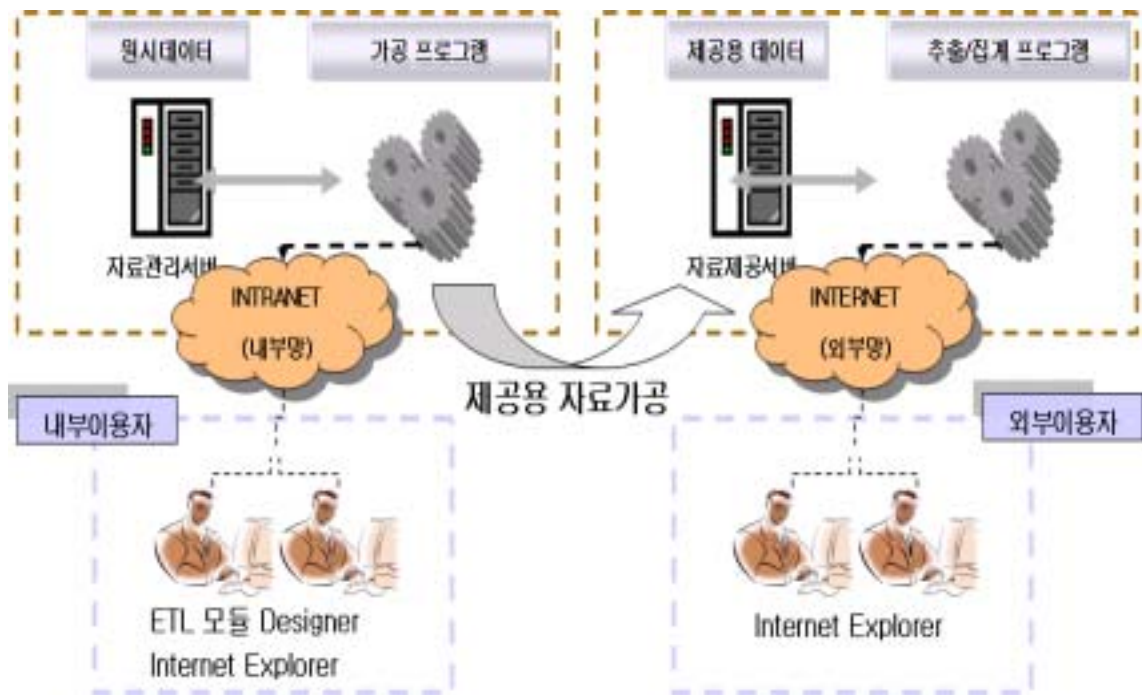 원시데이터
가공 프로그램
제공용 데이터
추출/집계 프로그램
자료관리서버
자료제공서버
INTRANET
(내부망)
INTERNET
(외부망)
제공용 자료가공
내부이용자
외부이용자
ETL 모듈 Designer
Internet Explorer
Internet Explorer